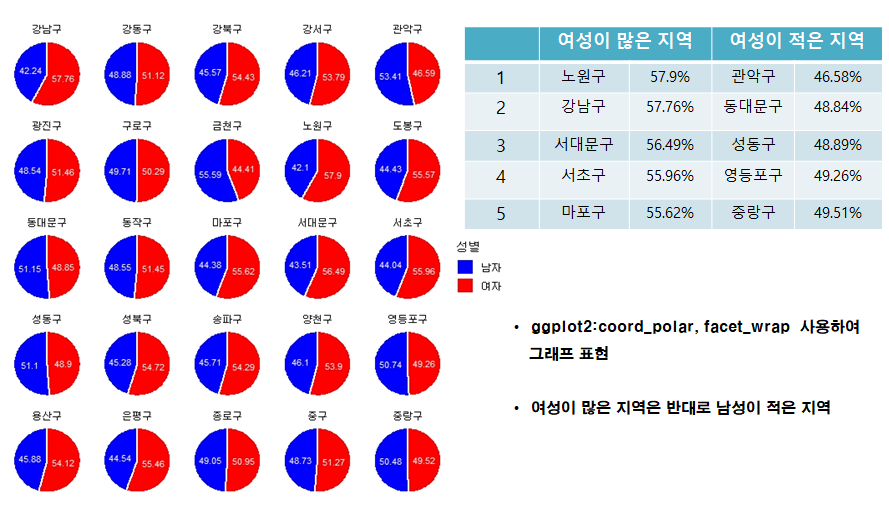 강남구 강동구 강북구 강서구 관악구
42.24 57.76 48.88 51.12 45.57 54.43 46.21 53.79 53.41 46.59
광진구 구로구 금천구 노원구 도봉구
48.54 51.46 49.71 50.29 55.59 44.41 42.1 57.9 44.43 55.57
동대문구 동작구 마포구 서대문구 서초구
51.15 48.85 48.55 51.45 44.38 55.62 43.51 56.49 44.04 55.96
성동구 성북구 송파구 양천구 영등포구
51.1 48.9 45.28 54.72 45.71 54.29 46.1 53.9 50.74 49.26
용산구 은평구 종로구 중구 중랑구
45.88 54.12 44.54 55.46 49.05 50.95 48.73 51.27 50.48 49.52
성별
남자
여자
여성이 많은 지역 여성이 적은 지역
1 노원구 57.9% 관악구 46.58%
2 강남구 57.76% 동대문구 48.84%
3 서대문구 56.49% 성동구 48.89%
4 서초구 55.96% 영등포구 49.26%
5 마포구 55.62% 중랑구 49.51%
• ggplot2:coord_polar, facet_wrap 사용하여
그래프 표현
• 여성이 많은 지역은 반대로 남성이 적은 지역